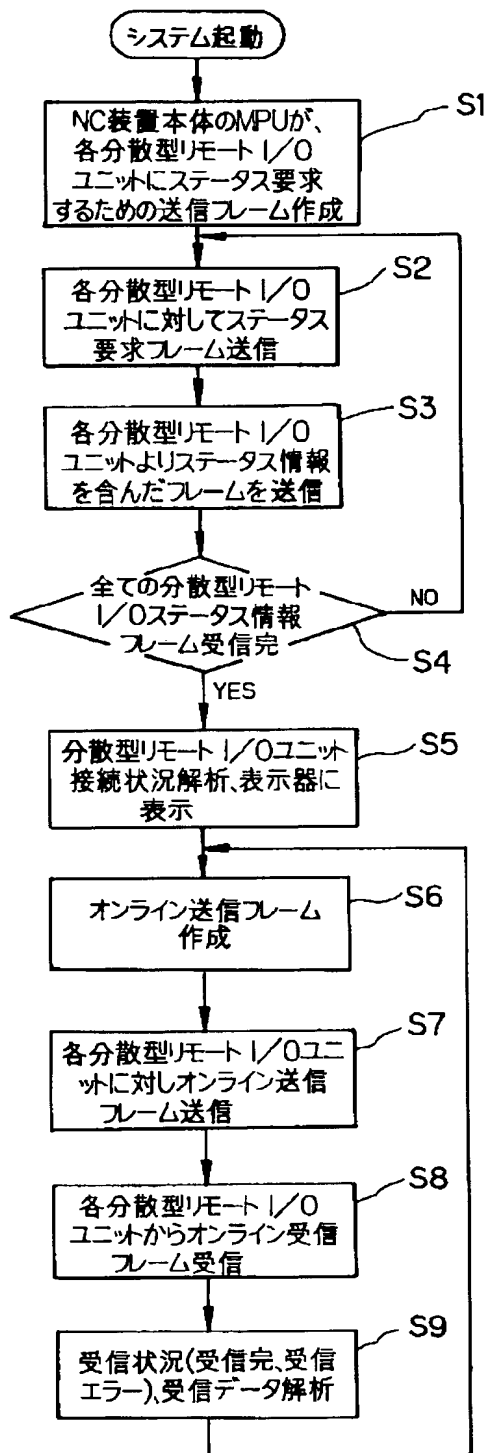 システム起動
S1
NC装置本体のMPUが、
各分散型リモートI/O
ユニットにステータス要求
するための送信フレーム作成
S2
各分散型リモートI/O
ユニットに対してステータス
要求フレーム送信
S3
各分散型リモートI/O
ユニットよりステータス情報
を含んだフレームを送信
全ての分散型リモート
I/Oステータス情報
フレーム受信完
NO
S4
YES
S5
分散型リモートI/Oユニット
接続状況解析、表示器に
表示
S6
オンライン送信フレーム
作成
S7
各分散型リモートI/Oユニ
ットに対しオンライン送信
フレーム送信
S8
各分散型リモートI/O
ユニットからオンライン受信
フレーム受信
S9
受信状況(受信完、受信
エラー)、受信データ解析